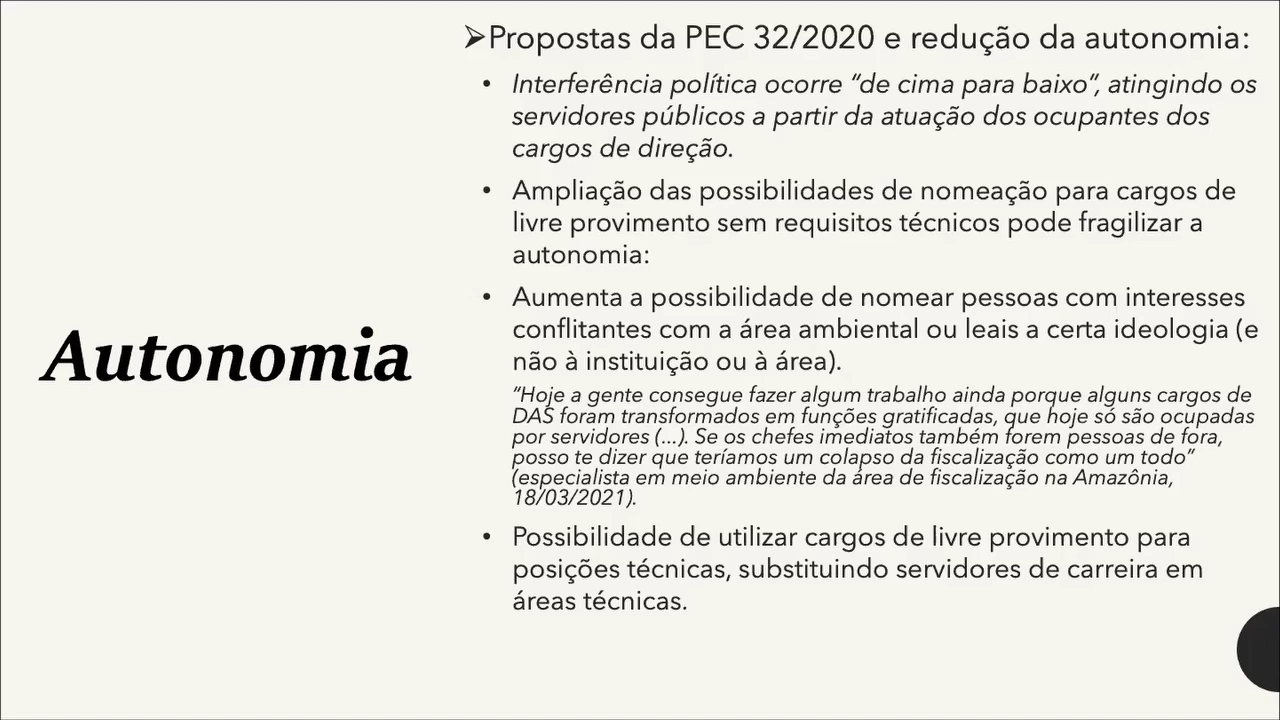 Autonomia
➢Propostas da PEC 32/2020 e redução da autonomia:
• Interferência política ocorre “de cima para baixo”, atingindo os
servidores públicos a partir da atuação dos ocupantes dos
cargos de direção.
• Ampliação das possibilidades de nomeação para cargos de
livre provimento sem requisitos técnicos pode fragilizar a
autonomia:
• Aumenta a possibilidade de nomear pessoas com interesses
conflitantes com a área ambiental ou leais a certa ideologia (e
não à instituição ou à área).
“Hoje a gente consegue fazer algum trabalho ainda porque alguns cargos de
DAS foram transformados em funções gratificadas, que hoje só são ocupadas
por servidores (...). Se os chefes imediatos também forem pessoas de fora,
posso te dizer que teríamos um colapso da fiscalização como um todo”
(especialista em meio ambiente da área de fiscalização na Amazônia,
18/03/2021).
• Possibilidade de utilizar cargos de livre provimento para
posições técnicas, substituindo servidores de carreira em
áreas técnicas.